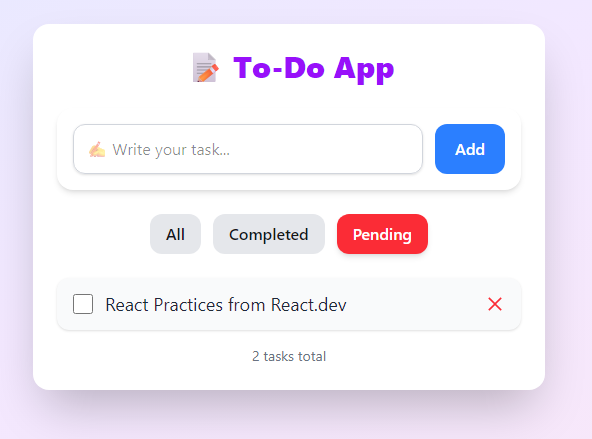 📝 To-Do App
✍🏻 Write your task...
Add
All
Completed
Pending
React Practices from React.dev
2 tasks total